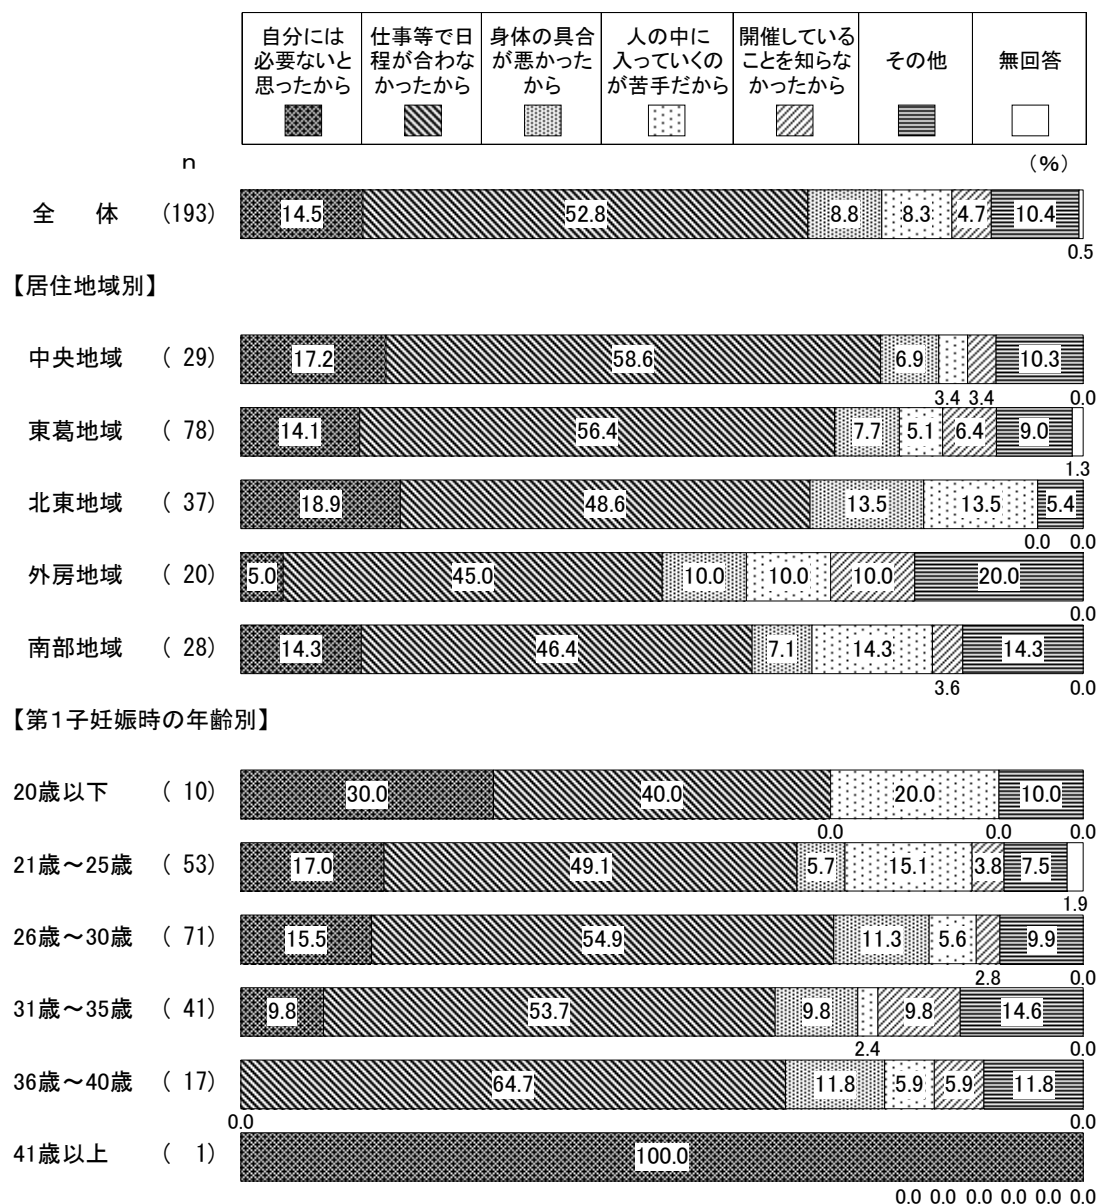 自分には
必要ないと
思ったから
仕事等で日
程が合わな
かったから
身体の具合
が悪かった
から
人の中に
入っていくの
が苦手だから
開催している
ことを知らな
かったから
その他
無回答
n
(%)
全 体 (193) 14.5 52.8 8.8 8.3 4.7 10.4
0.5
【居住地域別】
中央地域 ( 29) 17.2 58.6 6.9 10.3
3.4 3.4 0.0
東葛地域 ( 78) 14.1 56.4 7.7 5.1 6.4 9.0
1.3
北東地域 ( 37) 18.9 48.6 13.5 13.5 5.4
0.0 0.0
外房地域 ( 20) 5.0 45.0 10.0 10.0 10.0 20.0
0.0
南部地域 ( 28) 14.3 46.4 7.1 14.3 14.3
3.6 0.0
【第1子妊娠時の年齢別】
20歳以下 ( 10) 30.0 40.0 20.0 10.0
0.0 0.0 0.0
21歳～25歳 ( 53) 17.0 49.1 5.7 15.1 3.8 7.5
1.9
26歳～30歳 ( 71) 15.5 54.9 11.3 5.6 9.9
2.8 0.0
31歳～35歳 ( 41) 9.8 53.7 9.8 9.8 14.6
2.4 0.0
36歳～40歳 ( 17) 64.7 11.8 5.9 5.9 11.8
0.0 0.0
41歳以上 ( 1) 100.0
0.0 0.0 0.0 0.0 0.0 0.0